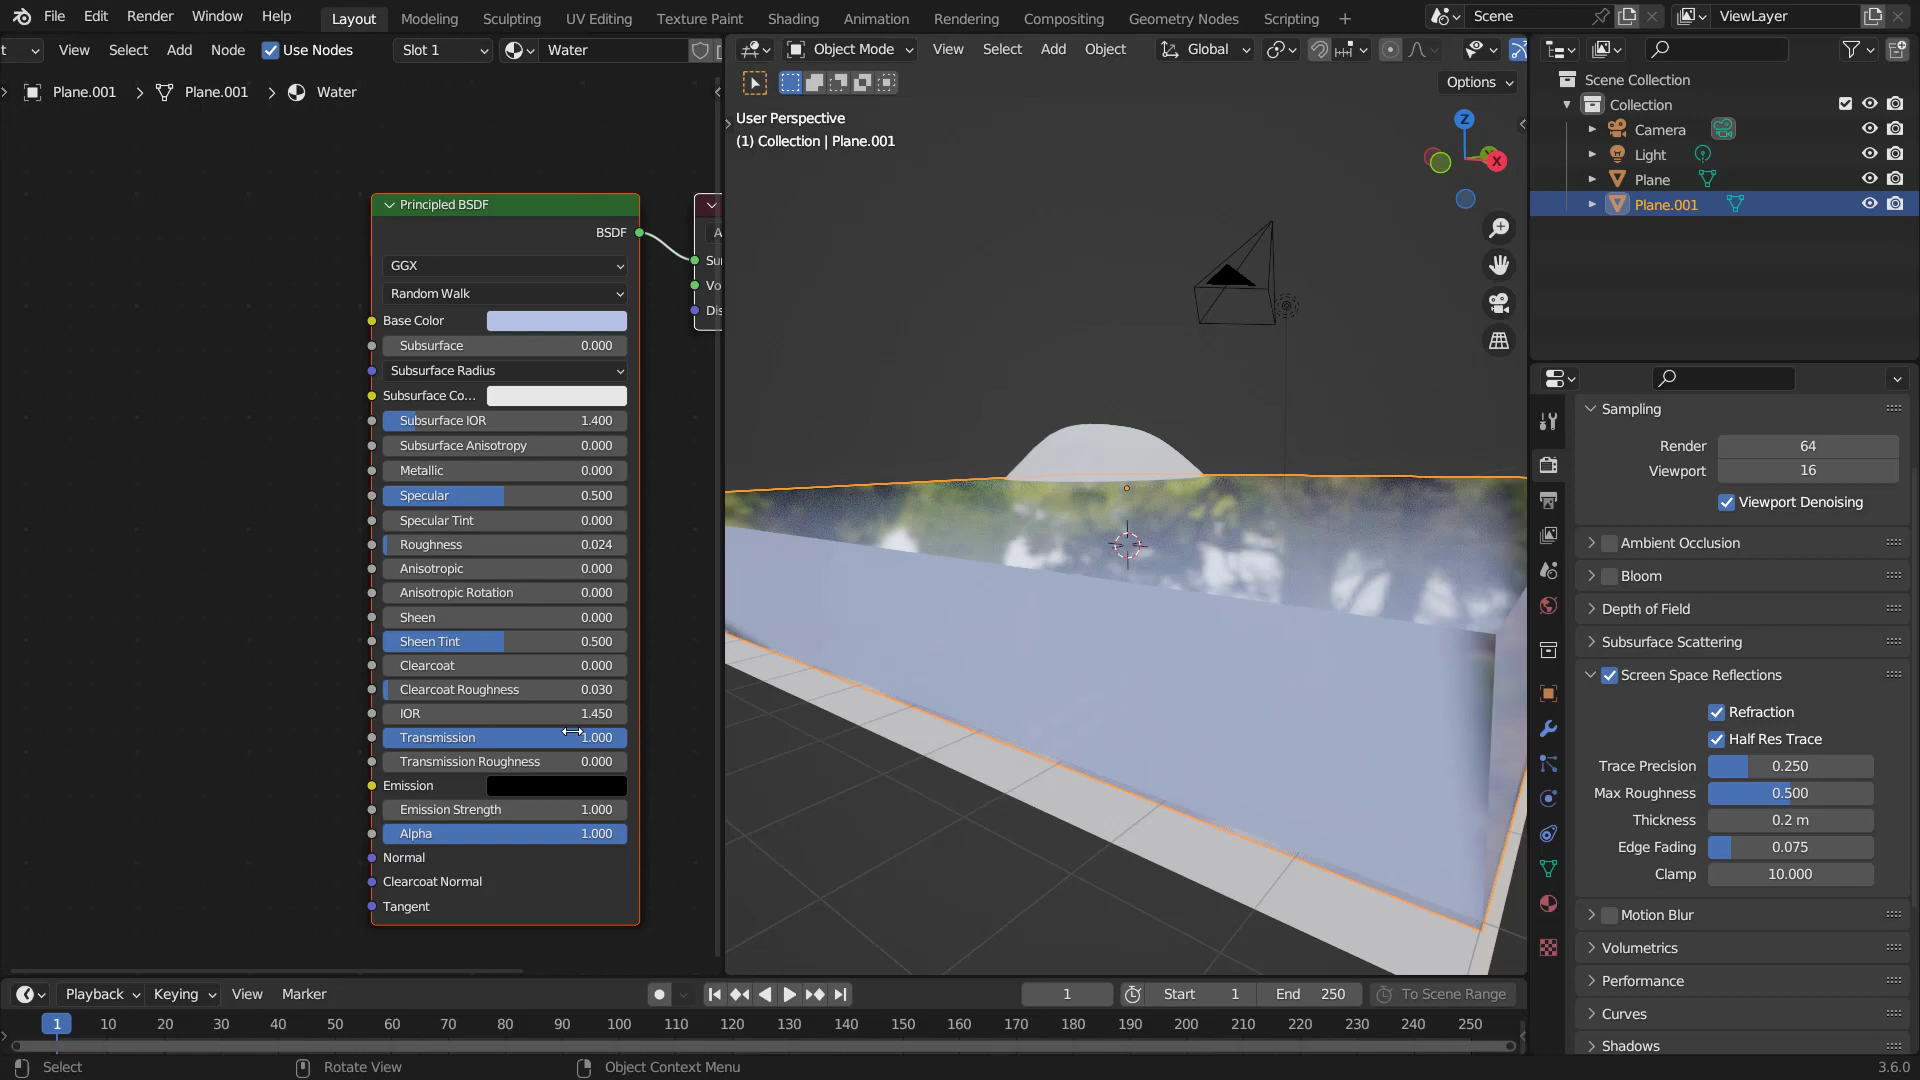 File Edit Render Window Help Layout Modeling Sculpting UV Editing Texture Paint Shading Animation Rendering Compositing Geometry Nodes Scripting + Scene ViewLayer
t View Select Add Node Use Nodes Slot 1 Water Object Mode View Select Add Object Global
Options
Plane.001 > Plane.001 > Water
User Perspective
(1) Collection | Plane.001
Z
X
Principled BSDF
BSDF
GGX
Random Walk
Base Color
Subsurface 0.000
Subsurface Radius
Subsurface Co...
Subsurface IOR 1.400
Subsurface Anisotropy 0.000
Metallic 0.000
Specular 0.500
Specular Tint 0.000
Roughness 0.024
Anisotropic 0.000
Anisotropic Rotation 0.000
Sheen 0.000
Sheen Tint 0.500
Clearcoat 0.000
Clearcoat Roughness 0.030
IOR 1.450
Transmission 1.000
Transmission Roughness 0.000
Emission
Emission Strength 1.000
Alpha 1.000
Normal
Clearcoat Normal
Tangent
A
Sur
Vo
Dis
Scene Collection
Collection
Camera
Light
Plane
Plane.001
Sampling
Render 64
Viewport 16
Viewport Denoising
Ambient Occlusion
Bloom
Depth of Field
Subsurface Scattering
Screen Space Reflections
Refraction
Half Res Trace
Trace Precision 0.250
Max Roughness 0.500
Thickness 0.2 m
Edge Fading 0.075
Clamp 10.000
Motion Blur
Volumetrics
Performance
Curves
Shadows
Playback Keying View Marker 1 Start 1 End 250 To Scene Range
1 10 20 30 40 50 60 70 80 90 100 110 120 130 140 150 160 170 180 190 200 210 220 230 240 250
Select Rotate View Object Context Menu 3.6.0